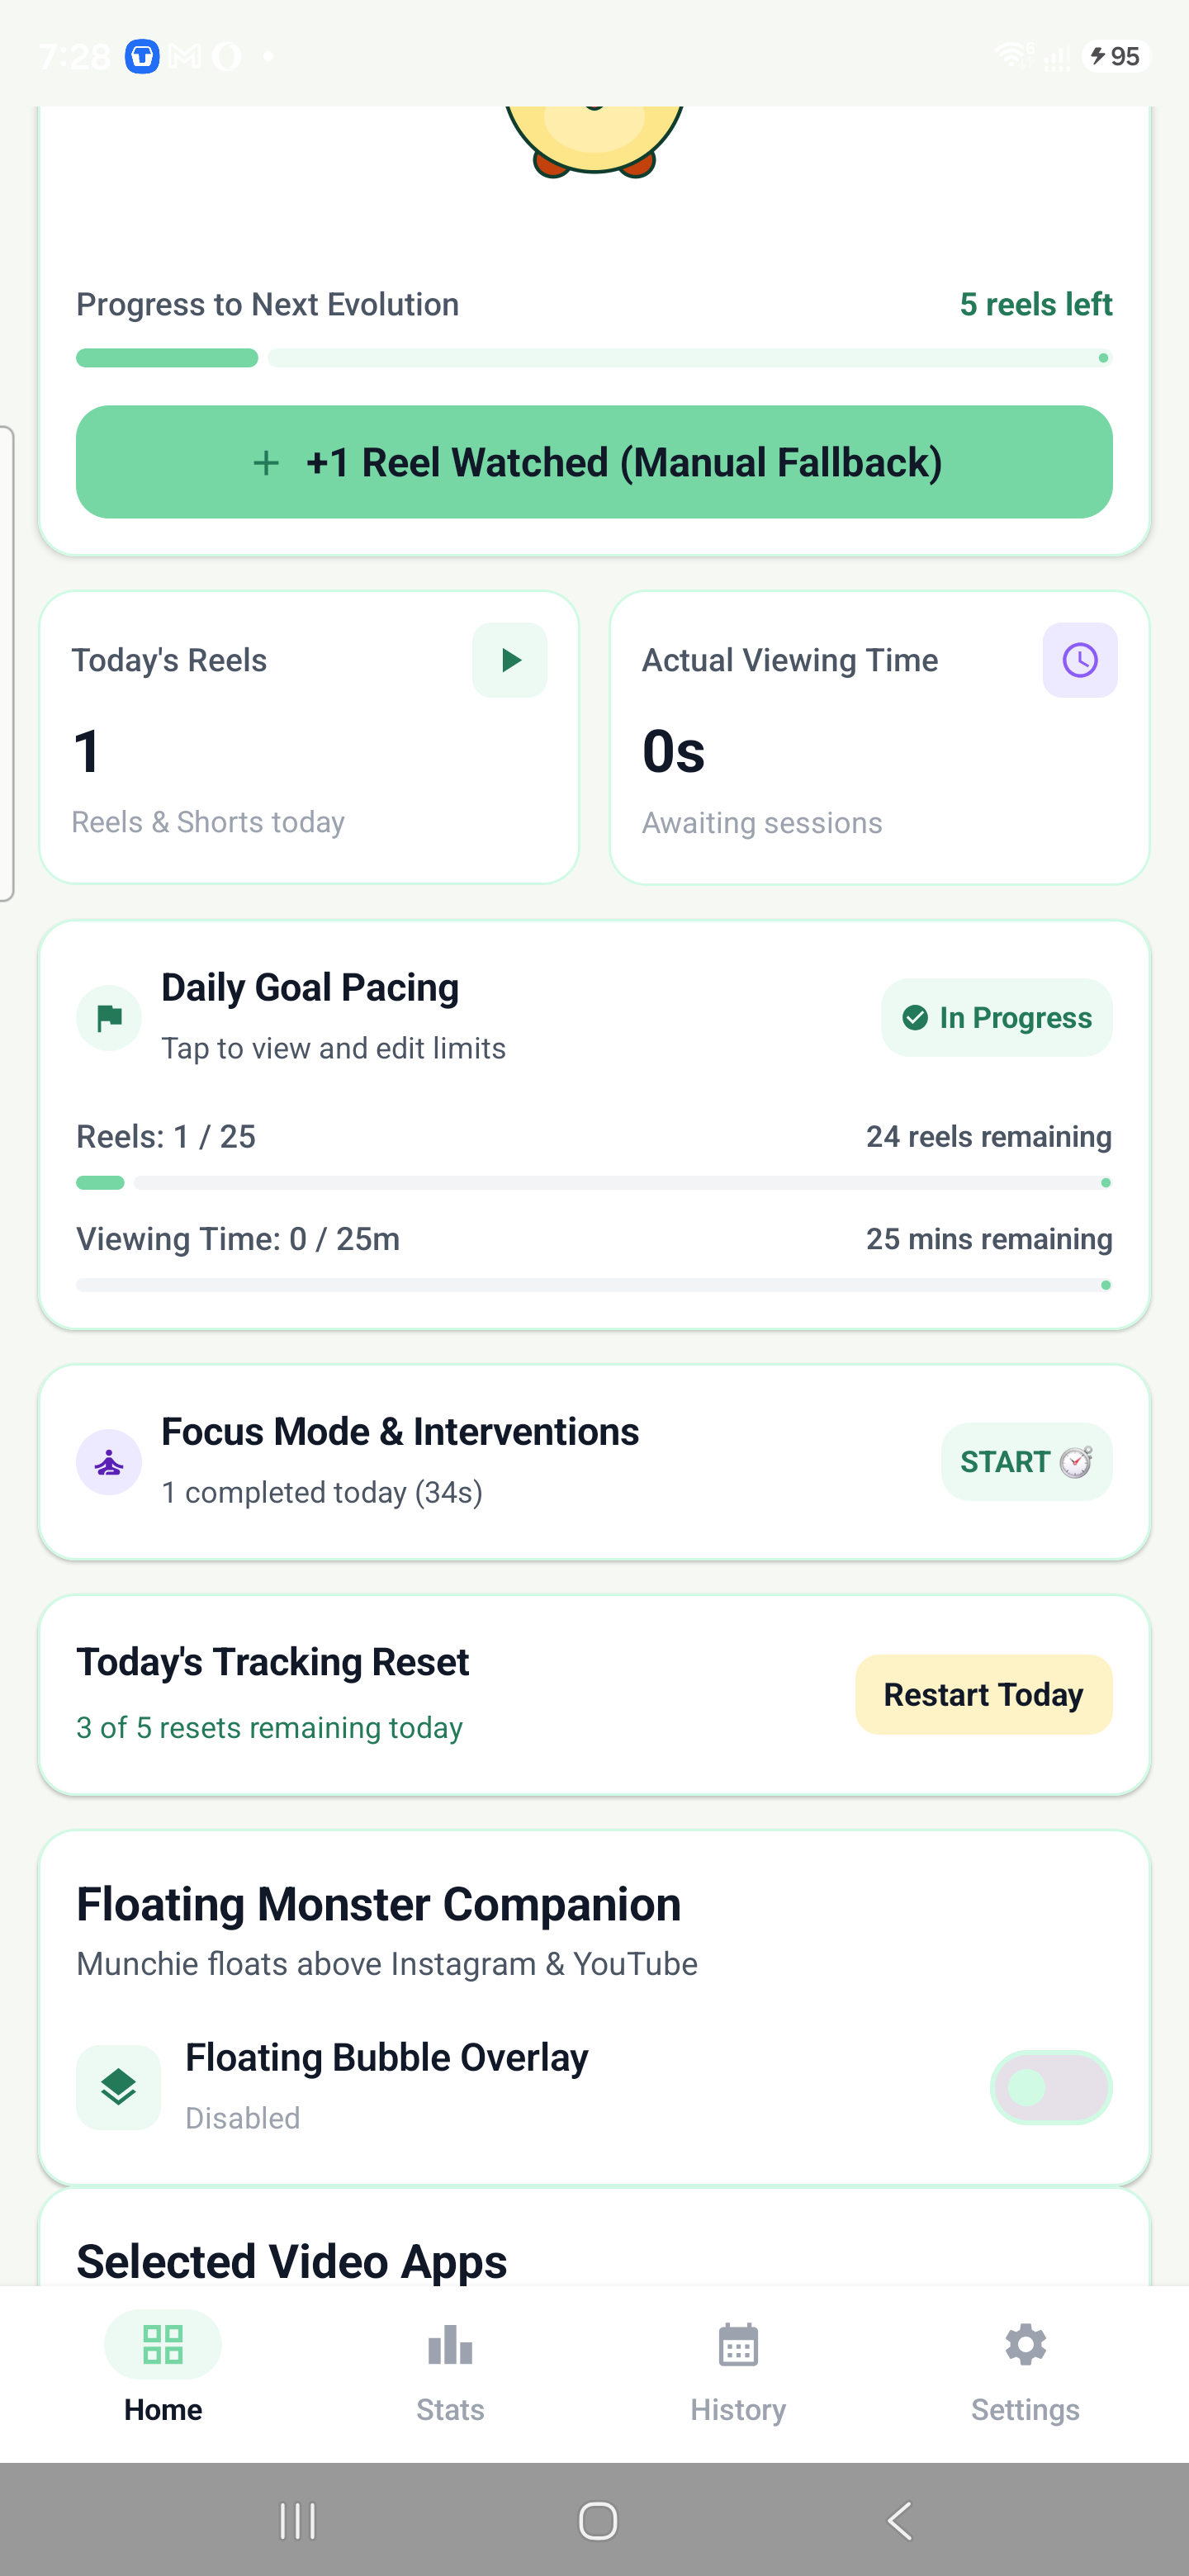 7:28
95
Progress to Next Evolution
5 reels left
+1 Reel Watched (Manual Fallback)
Today's Reels
1
Reels & Shorts today
Actual Viewing Time
0s
Awaiting sessions
Daily Goal Pacing
Tap to view and edit limits
In Progress
Reels: 1 / 25
24 reels remaining
Viewing Time: 0 / 25m
25 mins remaining
Focus Mode & Interventions
1 completed today (34s)
START
Today's Tracking Reset
3 of 5 resets remaining today
Restart Today
Floating Monster Companion
Munchie floats above Instagram & YouTube
Floating Bubble Overlay
Disabled
Selected Video Apps
Home
Stats
History
Settings